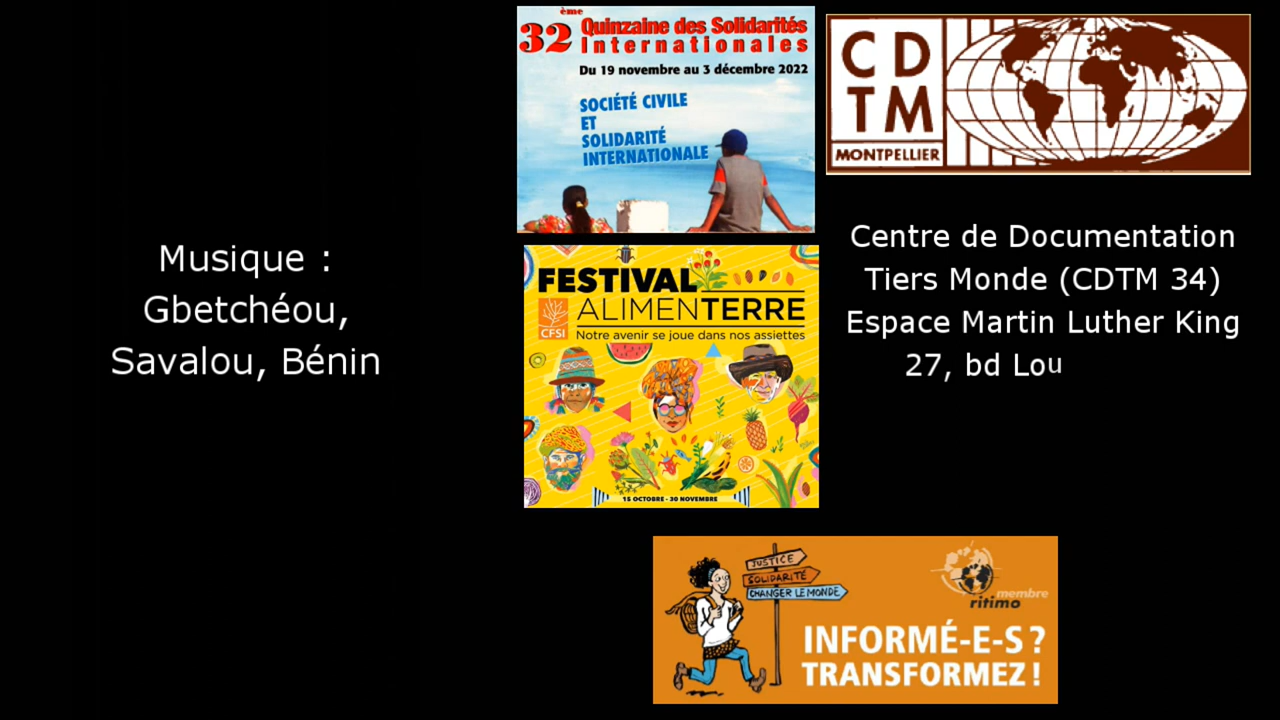 Musique :
Gbetchéou,
Savalou, Bénin
32ème Quinzaine des Solidarités
Internationales
Du 19 novembre au 3 décembre 2022
SOCIÉTÉ CIVILE
ET
SOLIDARITÉ
INTERNATIONALE
FESTIVAL
ALIMENTERRE
CFSI
Notre avenir se joue dans nos assiettes
15 OCTOBRE - 30 NOVEMBRE
CD
TM
MONTPELLIER
Centre de Documentation
Tiers Monde (CDTM 34)
Espace Martin Luther King
27, bd Lou
JUSTICE
SOLIDARITÉ
CHANGER LE MONDE
membre
ritimo
INFORMÉ-E-S ?
TRANSFORMEZ !